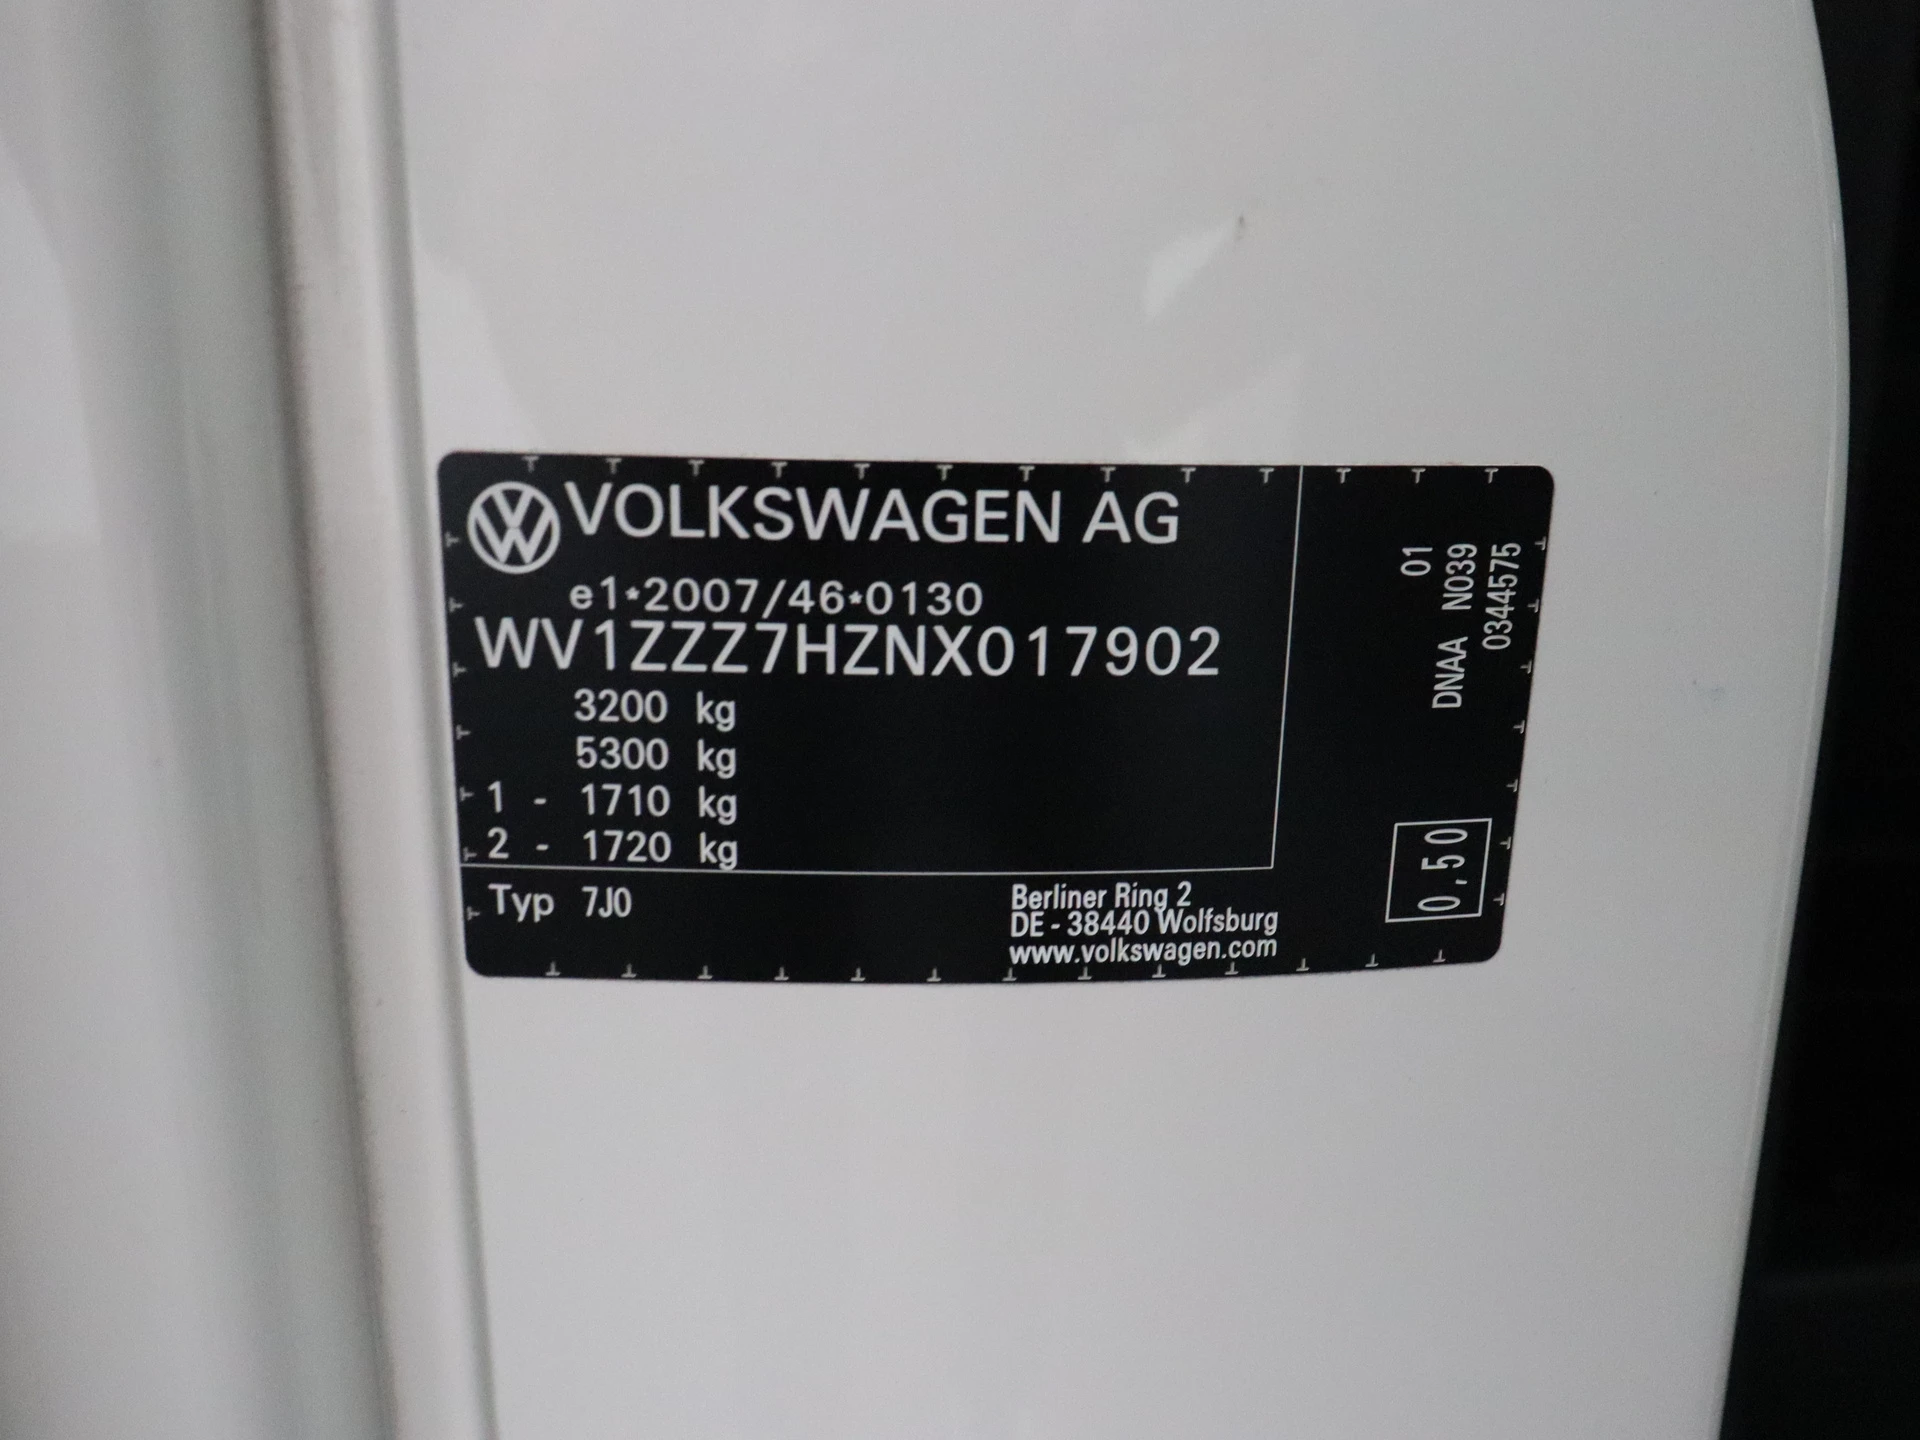 VOLKSWAGEN AG
e1*2007/46*0130
WV1ZZZ7HZNX017902
3200 kg
5300 kg
1 - 1710 kg
2 - 1720 kg
Typ 7J0
Berliner Ring 2
DE - 38440 Wolfsburg
www.volkswagen.com
01
DNAA N039
0344575
0,50